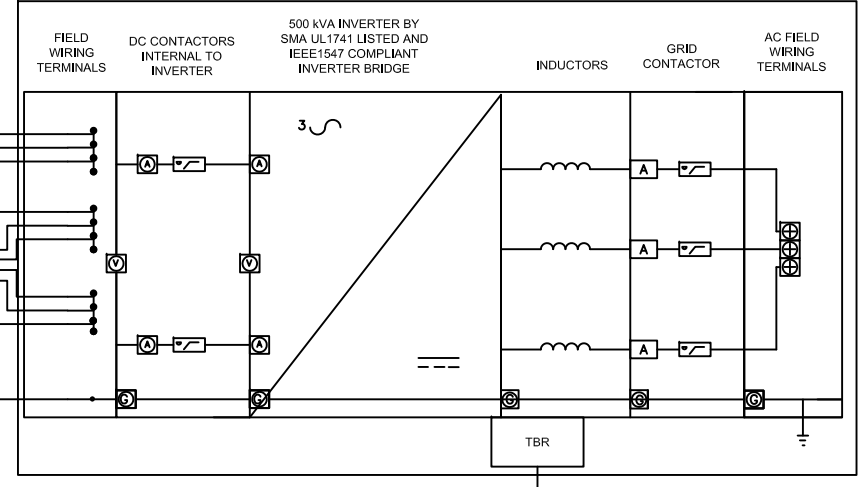 FIELD
WIRING
TERMINALS
DC CONTACTORS
INTERNAL TO
INVERTER
500 kVA INVERTER BY
SMA UL1741 LISTED AND
IEEE1547 COMPLIANT
INVERTER BRIDGE
INDUCTORS
GRID
CONTACTOR
AC FIELD
WIRING
TERMINALS
3
A
A
A
A
A
V
V
A
A
A
A
G
G
G
G
G
TBR